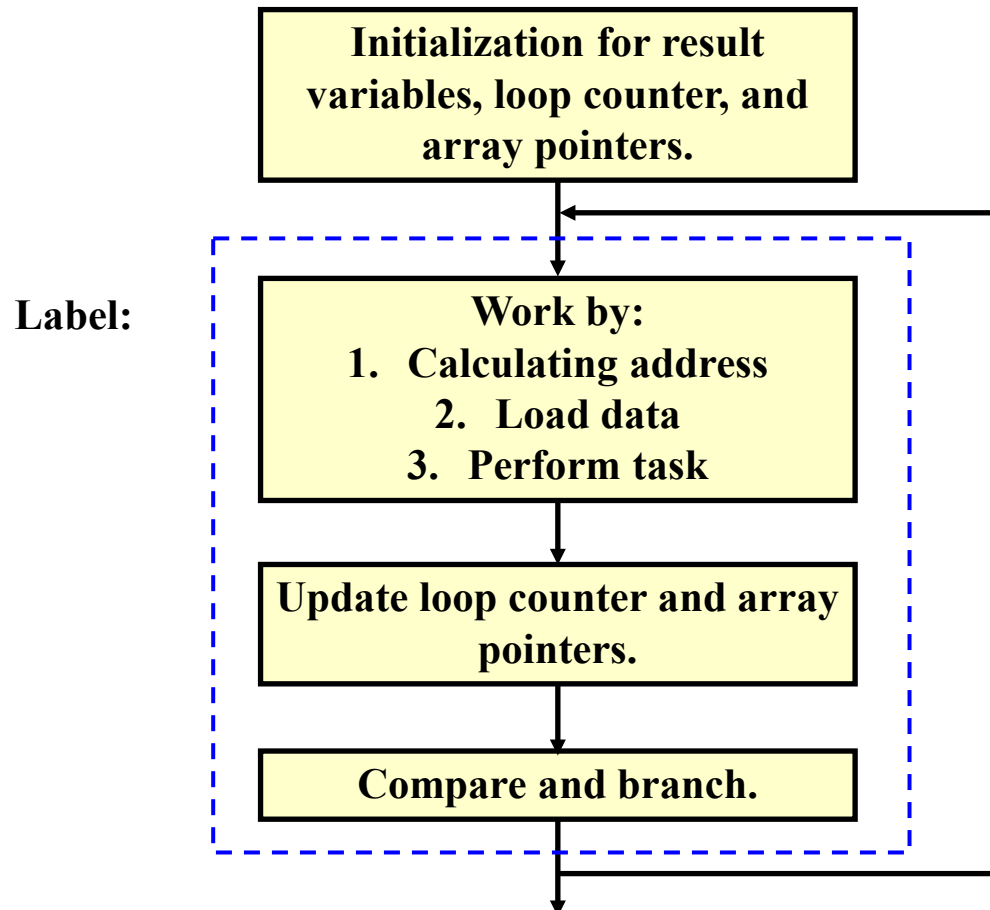 Initialization for result
variables, loop counter, and
array pointers.
Label:
Work by:
1. Calculating address
2. Load data
3. Perform task
Update loop counter and array
pointers.
Compare and branch.